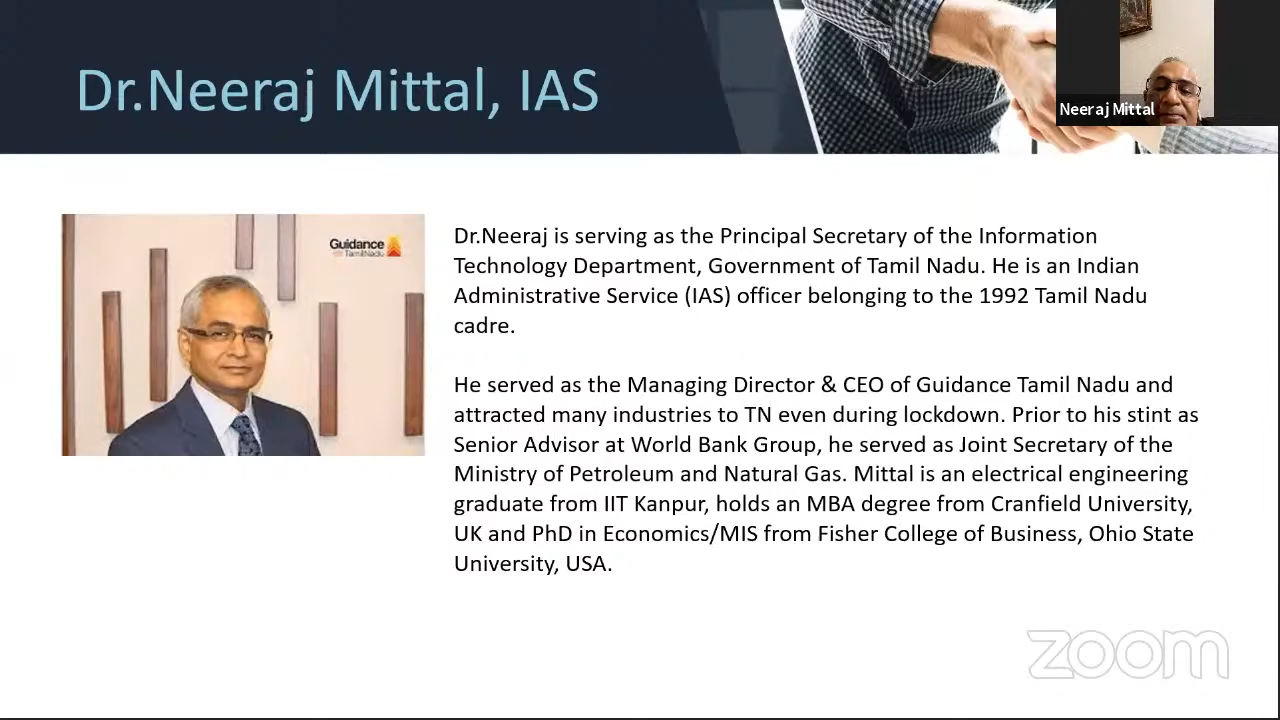 Dr.Neeraj Mittal, IAS
Neeraj Mittal
Guidance
TamilNadu
Dr.Neeraj is serving as the Principal Secretary of the Information
Technology Department, Government of Tamil Nadu. He is an Indian
Administrative Service (IAS) officer belonging to the 1992 Tamil Nadu
cadre.
He served as the Managing Director & CEO of Guidance Tamil Nadu and
attracted many industries to TN even during lockdown. Prior to his stint as
Senior Advisor at World Bank Group, he served as Joint Secretary of the
Ministry of Petroleum and Natural Gas. Mittal is an electrical engineering
graduate from IIT Kanpur, holds an MBA degree from Cranfield University,
UK and PhD in Economics/MIS from Fisher College of Business, Ohio State
University, USA.
zoom